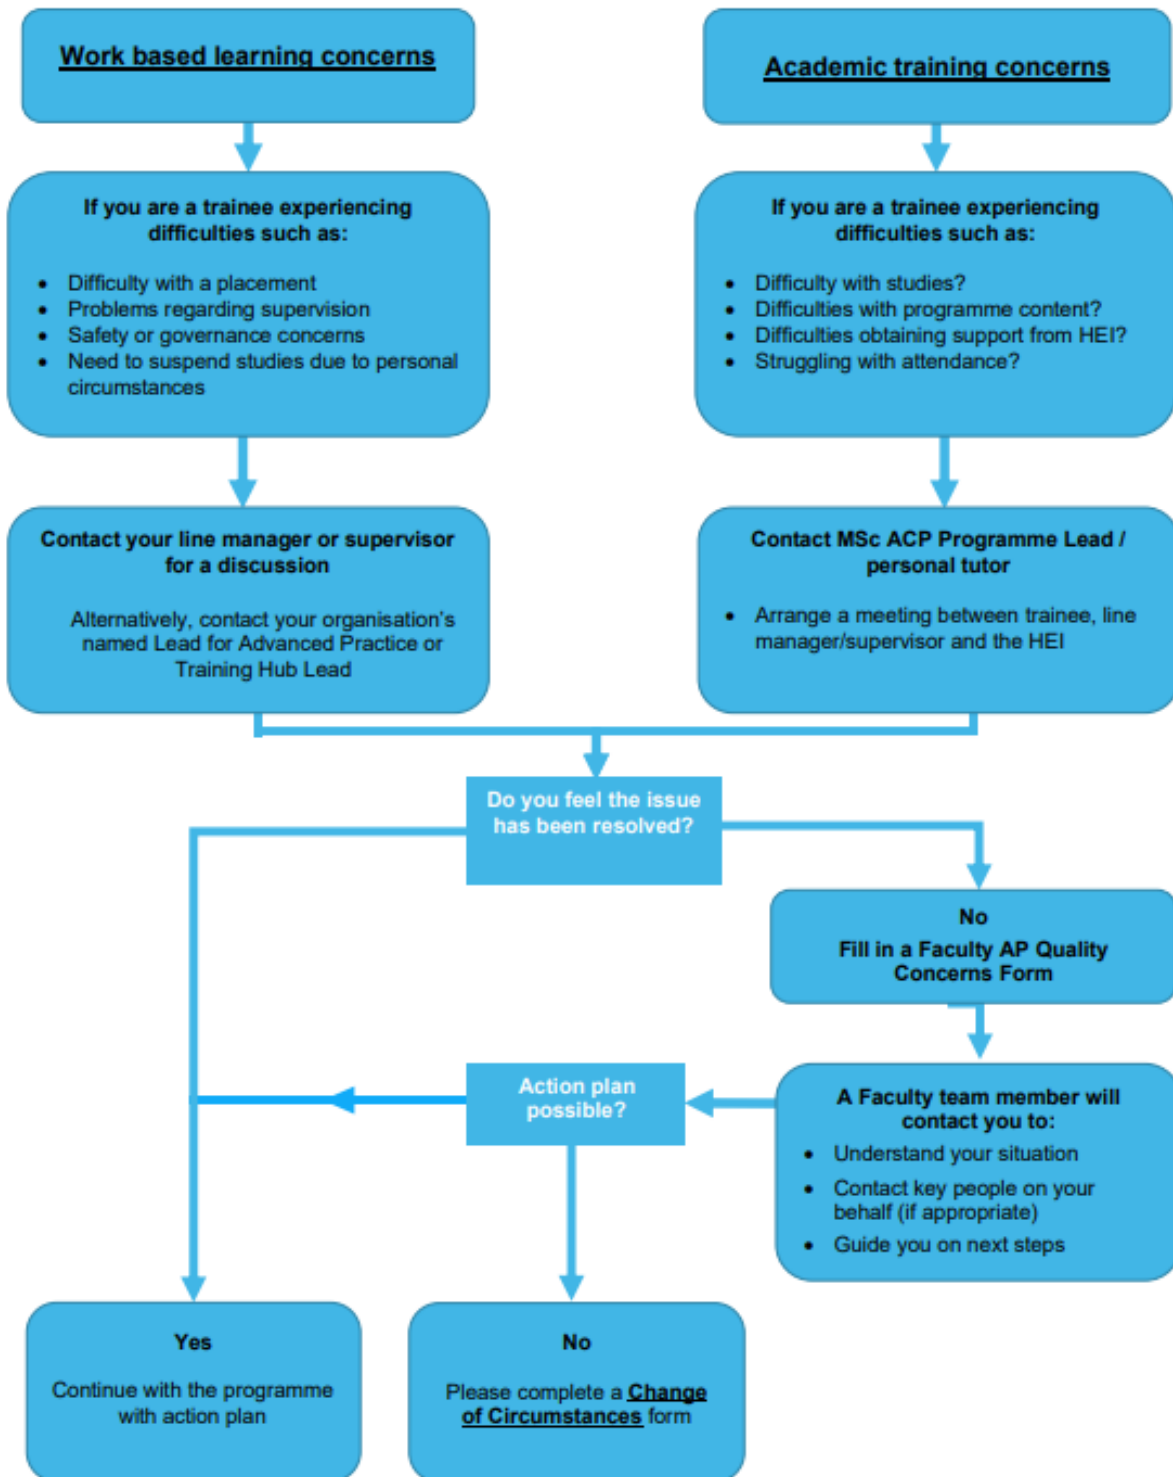 Work based learning concerns
If you are a trainee experiencing
difficulties such as:
• Difficulty with a placement
• Problems regarding supervision
• Safety or governance concerns
• Need to suspend studies due to personal
circumstances
Contact your line manager or supervisor
for a discussion
Alternatively, contact your organisation's
named Lead for Advanced Practice or
Training Hub Lead
Academic training concerns
If you are a trainee experiencing
difficulties such as:
• Difficulty with studies?
• Difficulties with programme content?
• Difficulties obtaining support from HEI?
• Struggling with attendance?
Contact MSc ACP Programme Lead /
personal tutor
• Arrange a meeting between trainee, line
manager/supervisor and the HEI
Do you feel the issue
has been resolved?
No
Fill in a Faculty AP Quality
Concerns Form
A Faculty team member will
contact you to:
• Understand your situation
• Contact key people on your
behalf (if appropriate)
• Guide you on next steps
Action plan
possible?
Yes
Continue with the programme
with action plan
No
Please complete a Change
of Circumstances form